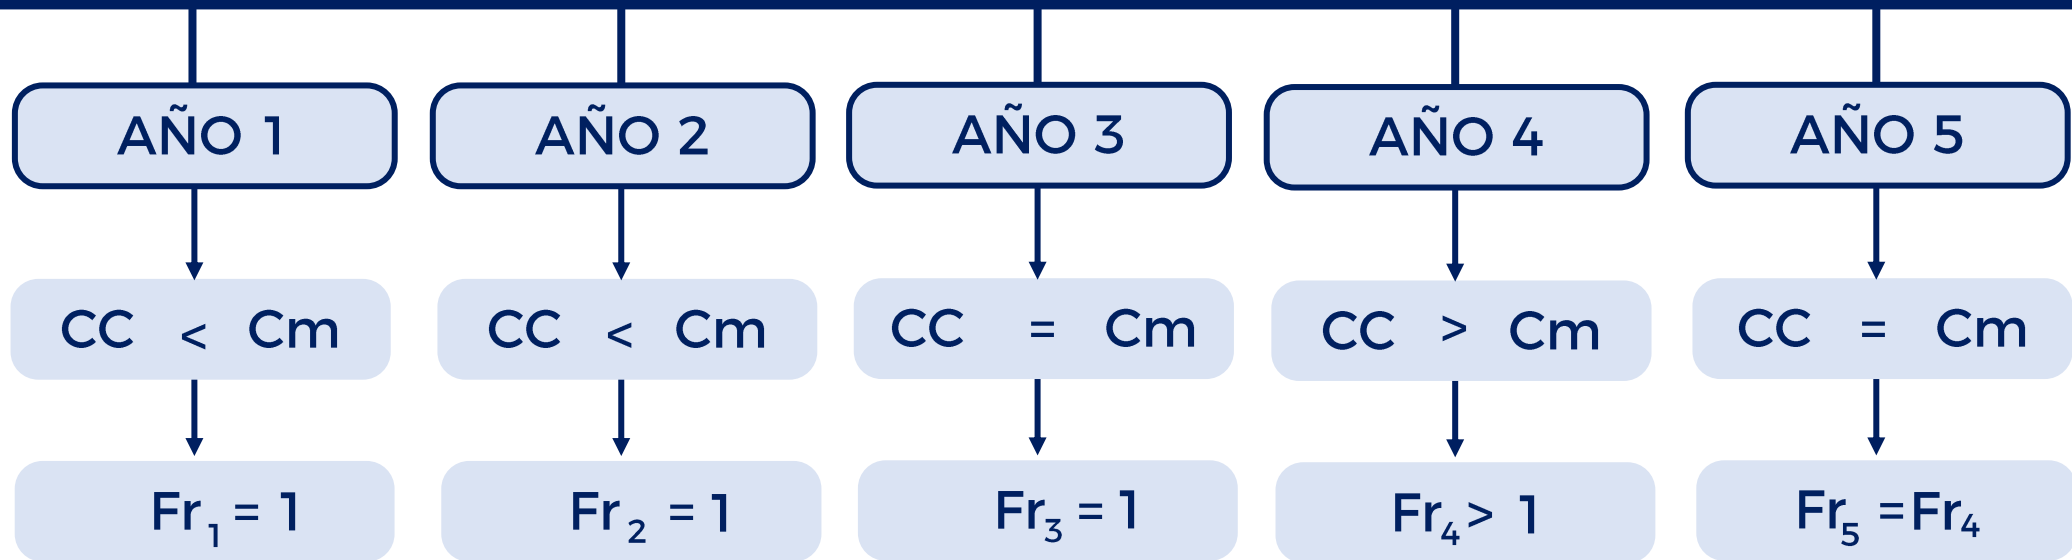 AÑO 1
AÑO 2
AÑO 3
AÑO 4
AÑO 5
CC < Cm
CC < Cm
CC = Cm
CC > Cm
CC = Cm
Fr₁ = 1
Fr₂ = 1
Fr₃ = 1
Fr₄ > 1
Fr₅ = Fr₄